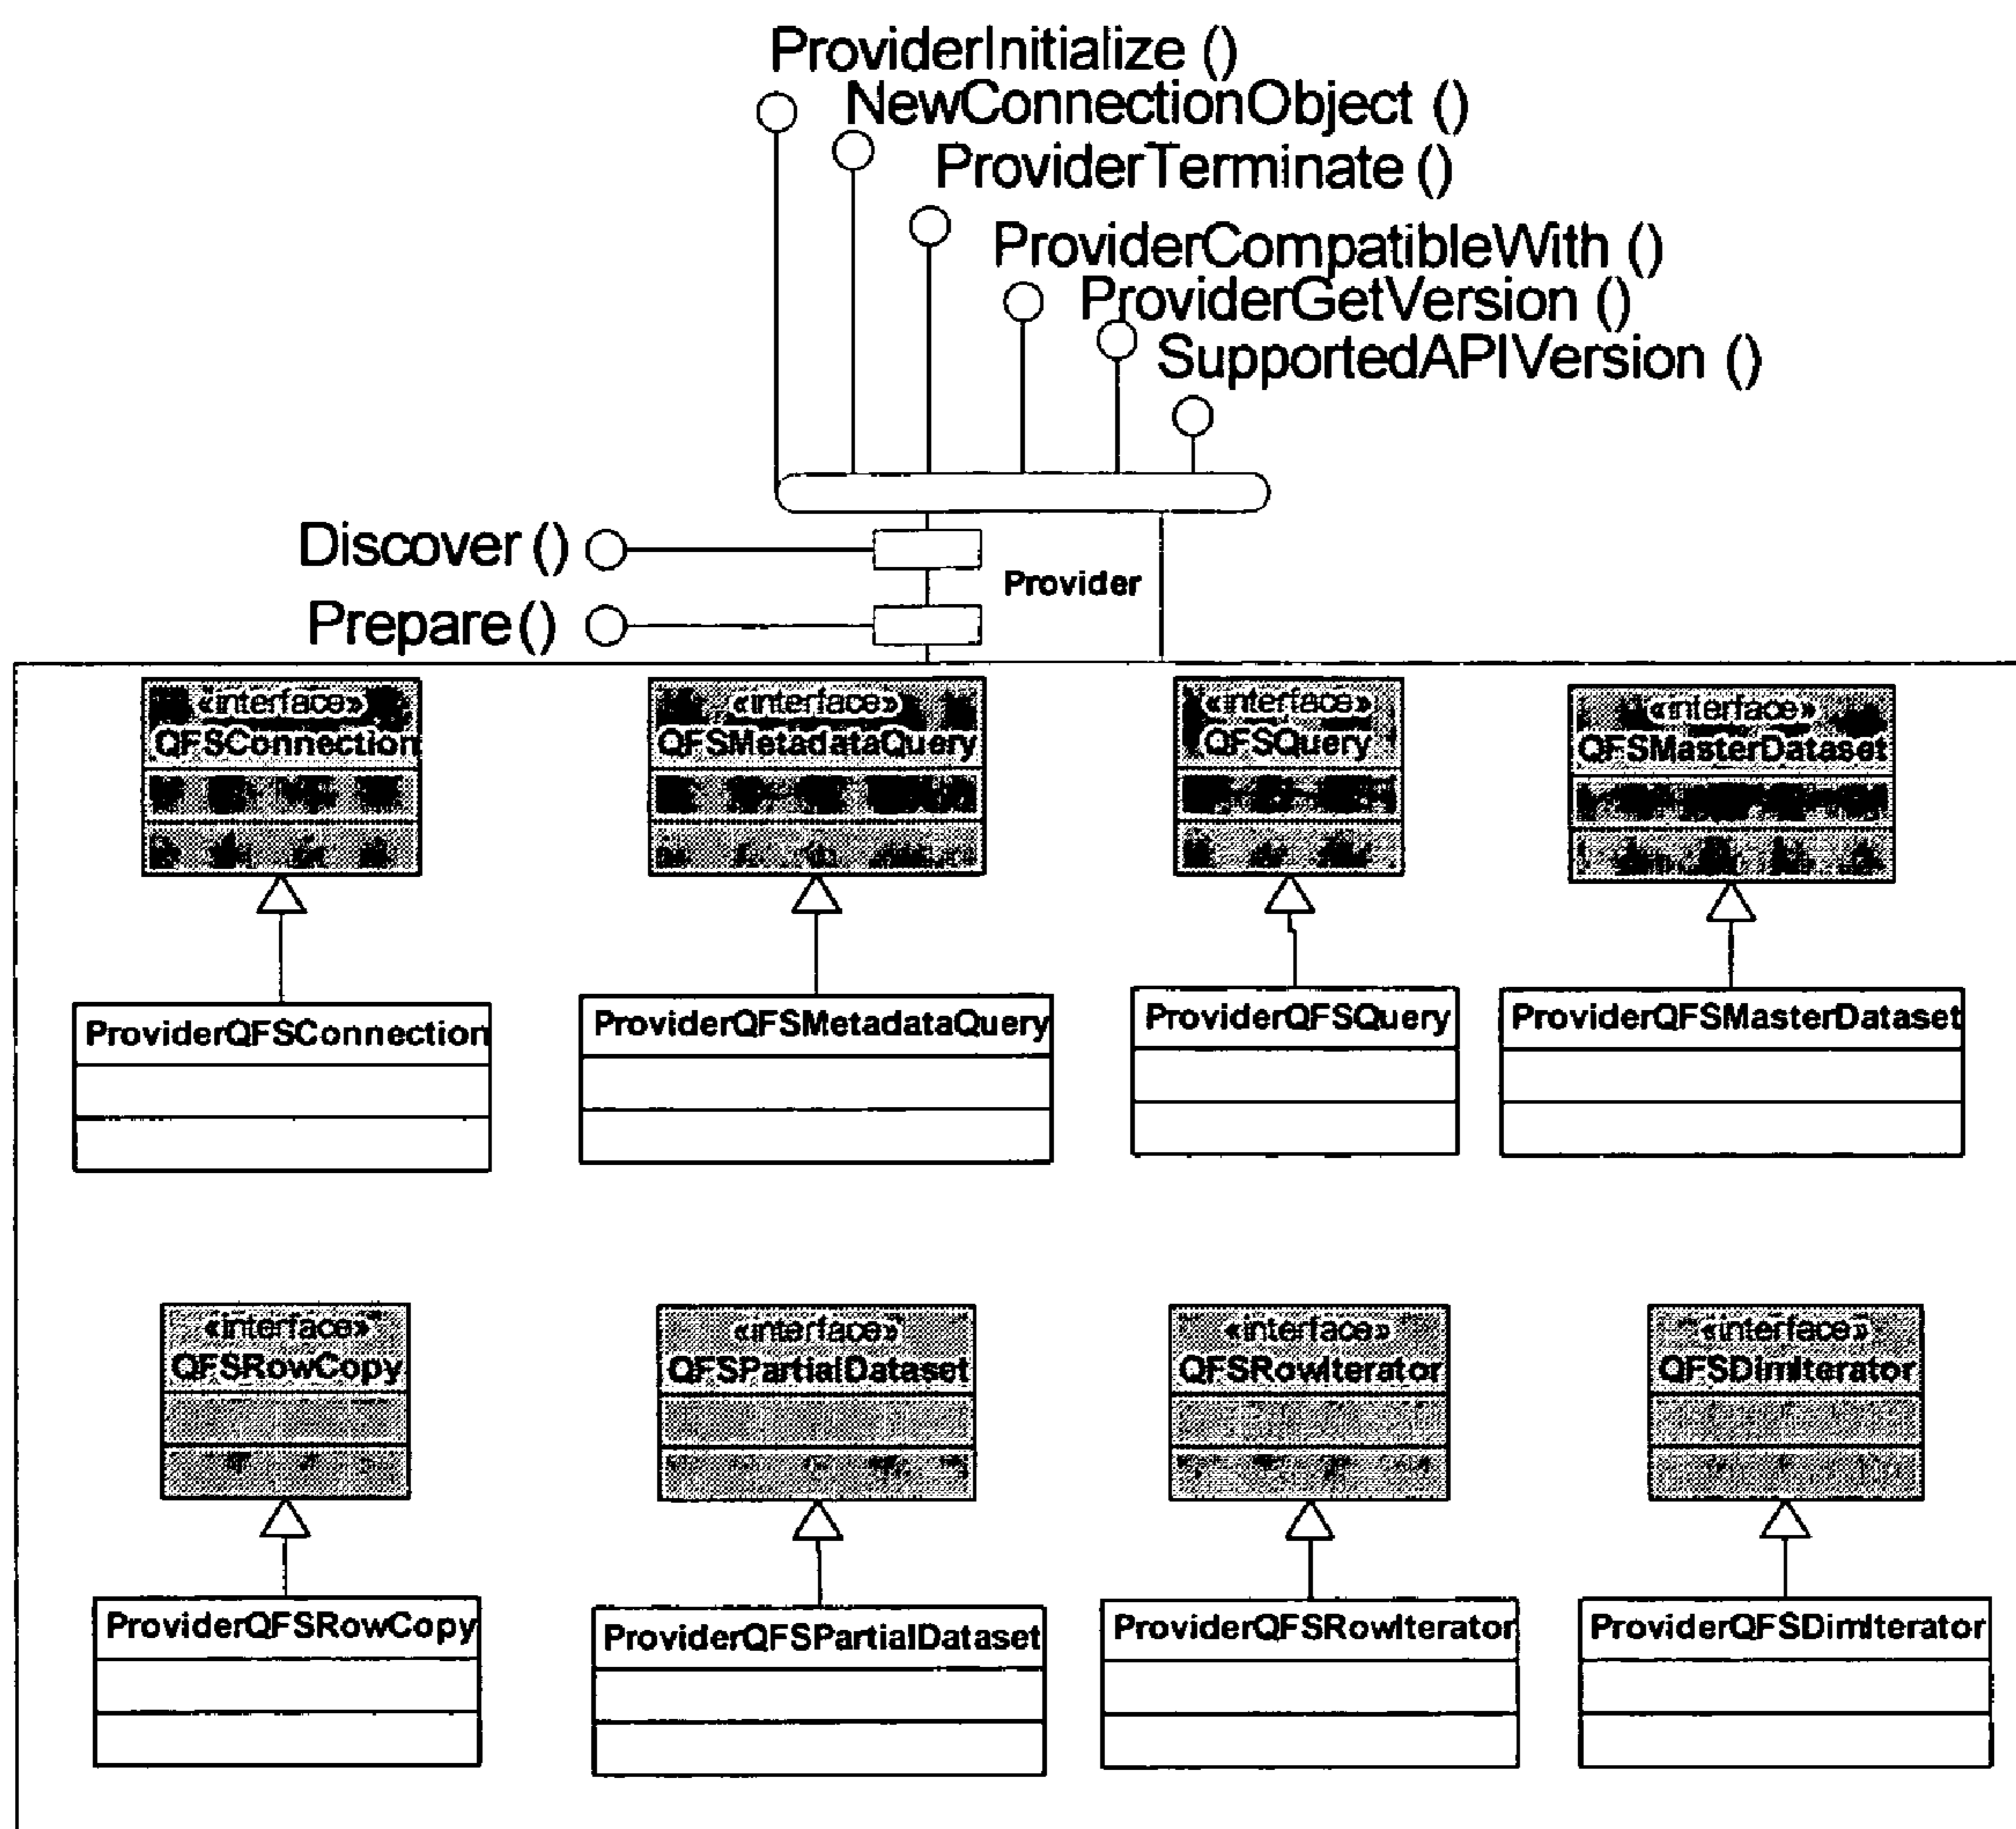 ProviderInitialize ()
NewConnectionObject ()
ProviderTerminate ()
ProviderCompatibleWith ()
ProviderGetVersion ()
SupportedAPIVersion ()
Discover ()
Provider
Prepare ()
«interface»
QFSConnection
«interface»
QFSMetadataQuery
«interface»
QFSQuery
«interface»
QFSMasterDataset
ProviderQFSConnection
ProviderQFSMetadataQuery
ProviderQFSQuery
ProviderQFSMasterDataset
«interface»
QFSRowCopy
«interface»
QFSPartialDataset
«interface»
QFSRowIterator
«interface»
QFSDimIterator
ProviderQFSRowCopy
ProviderQFSPartialDataset
ProviderQFSRowIterator
ProviderQFSDimIterator